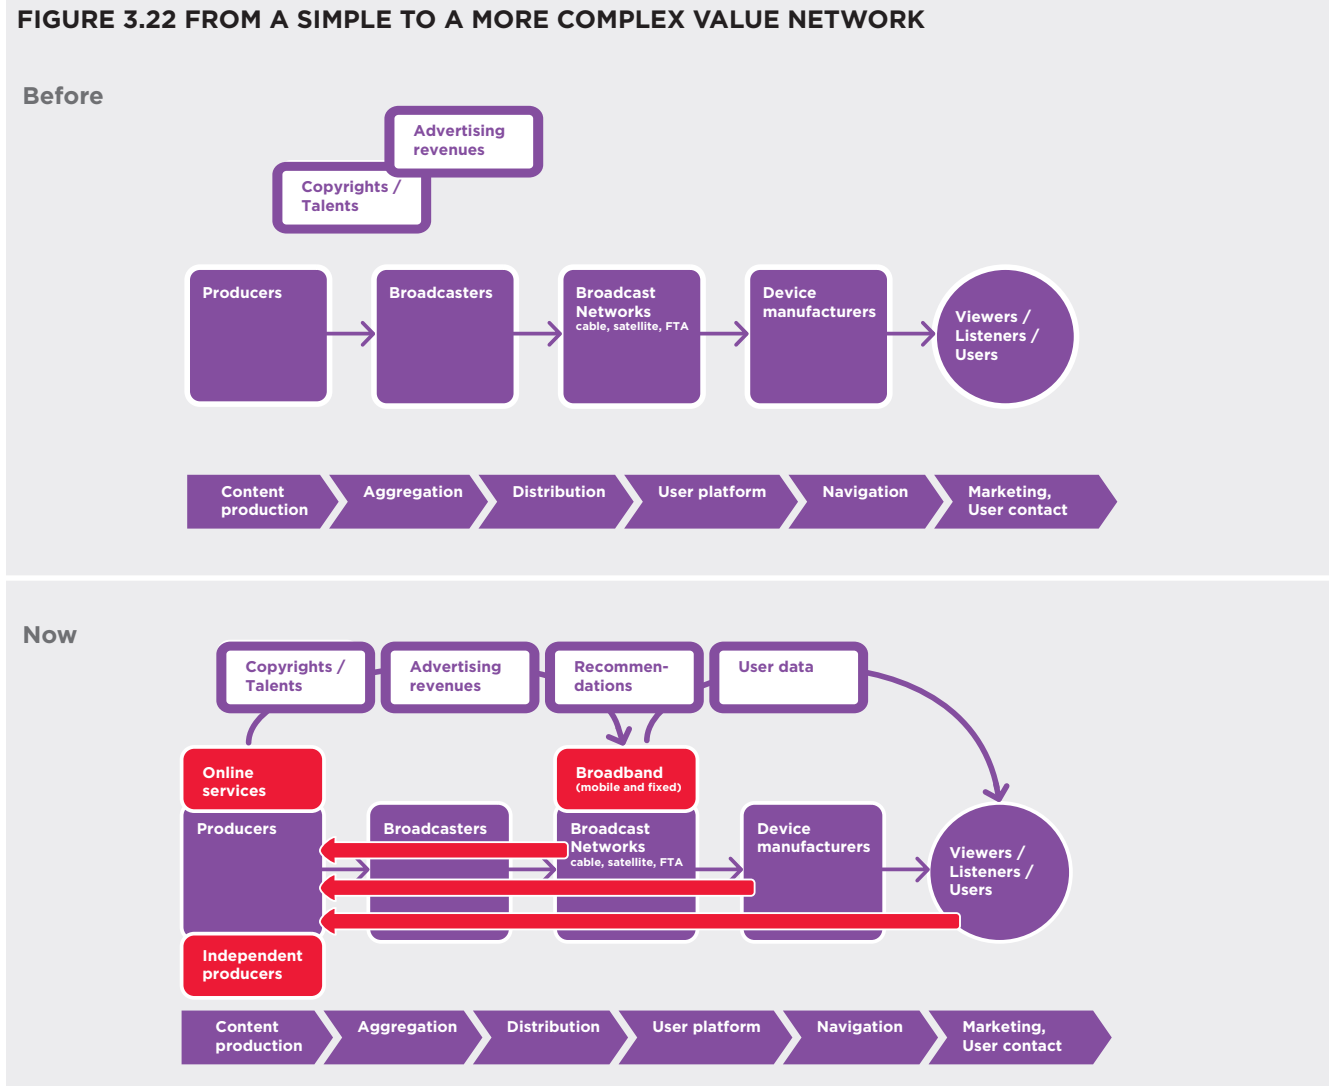 FIGURE 3.22 FROM A SIMPLE TO A MORE COMPLEX VALUE NETWORK
Before
Advertising
revenues
Copyrights /
Talents
Producers
Broadcasters
Broadcast
Networks
cable, satellite, FTA
Device
manufacturers
Viewers /
Listeners /
Users
Content
production
Aggregation
Distribution
User platform
Navigation
Marketing,
User contact
Now
Copyrights /
Talents
Advertising
revenues
Recommen-
dations
User data
Online
services
Broadband
(mobile and fixed)
Producers
Broadcasters
Broadcast
Networks
cable, satellite, FTA
Device
manufacturers
Viewers /
Listeners /
Users
Independent
producers
Content
production
Aggregation
Distribution
User platform
Navigation
Marketing,
User contact